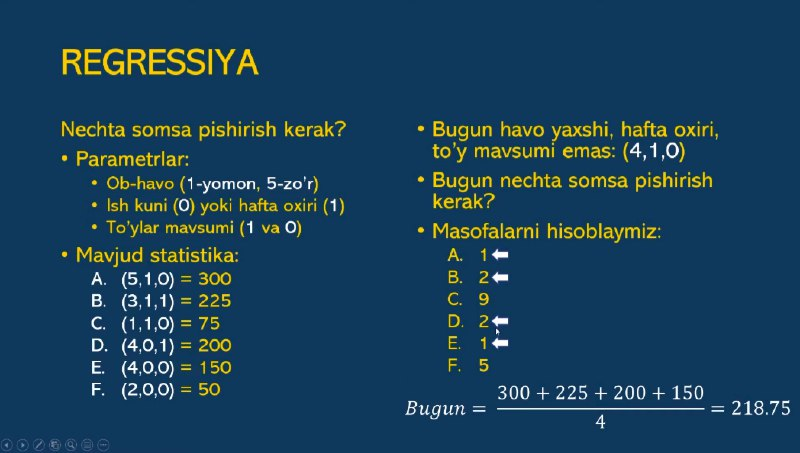 REGRESSIYA
Nechta somsa pishirish kerak?
• Parametrlar:
• Ob-havo (1-yomon, 5-zo'r)
• Ish kuni (0) yoki hafta oxiri (1)
• To'ylar mavsumi (1 va 0)
• Mavjud statistika:
A. (5,1,0) = 300
B. (3,1,1) = 225
C. (1,1,0) = 75
D. (4,0,1) = 200
E. (4,0,0) = 150
F. (2,0,0) = 50
• Bugun havo yaxshi, hafta oxiri,
to'y mavsumi emas: (4,1,0)
• Bugun nechta somsa pishirish
kerak?
• Masofalarni hisoblaymiz:
A. 1
B. 2
C. 9
D. 2
E. 1
F. 5
Bugun = (300 + 225 + 200 + 150) / 4 = 218.75